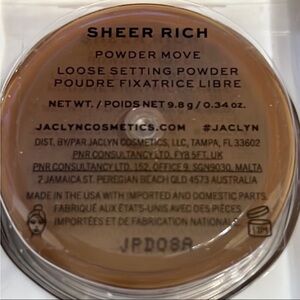 SHEER RICH
POWDER MOVE
LOOSE SETTING POWDER
POUDRE FIXATRICE LIBRE
NET WT. / POIDS NET 9.8 g / 0.34 oz.
JACLYNCOSMETICS.COM #JACLYN
DIST. BY/PAR JACLYN COSMETICS, LLC, TAMPA, FL 33602
PNR CONSULTANCY LTD, FY8 5FT, UK
PNR CONSULTANCY LTD, 152 GŻIRA 9, SGN9030, MALTA
7 JAMAICA ST. PEREGIAN BEACH QLD 4573 AUSTRALIA
MADE IN THE USA WITH IMPORTED AND DOMESTIC PARTS.
FABRIQUÉ AUX ÉTATS-UNIS AVEC DES PIÈCES
IMPORTÉES ET DE FABRICATION NATIONALE
JRD08A